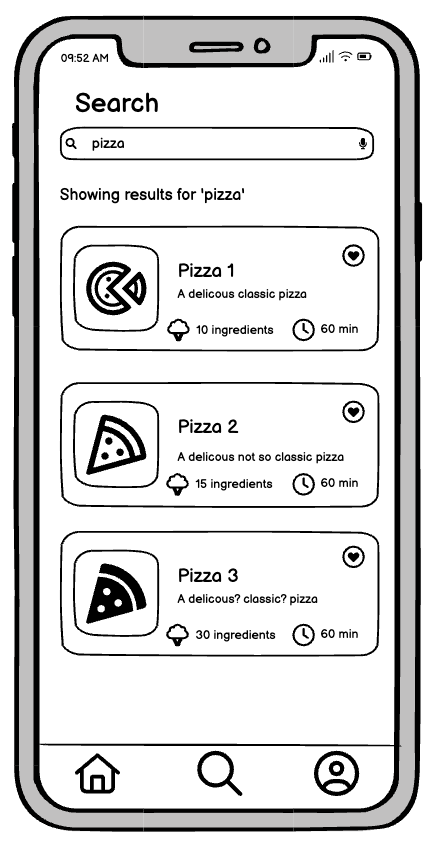 09:52 AM
Search
pizza
Showing results for 'pizza'
Pizza 1
A delicous classic pizza
10 ingredients 60 min
Pizza 2
A delicous not so classic pizza
15 ingredients 60 min
Pizza 3
A delicous? classic? pizza
30 ingredients 60 min